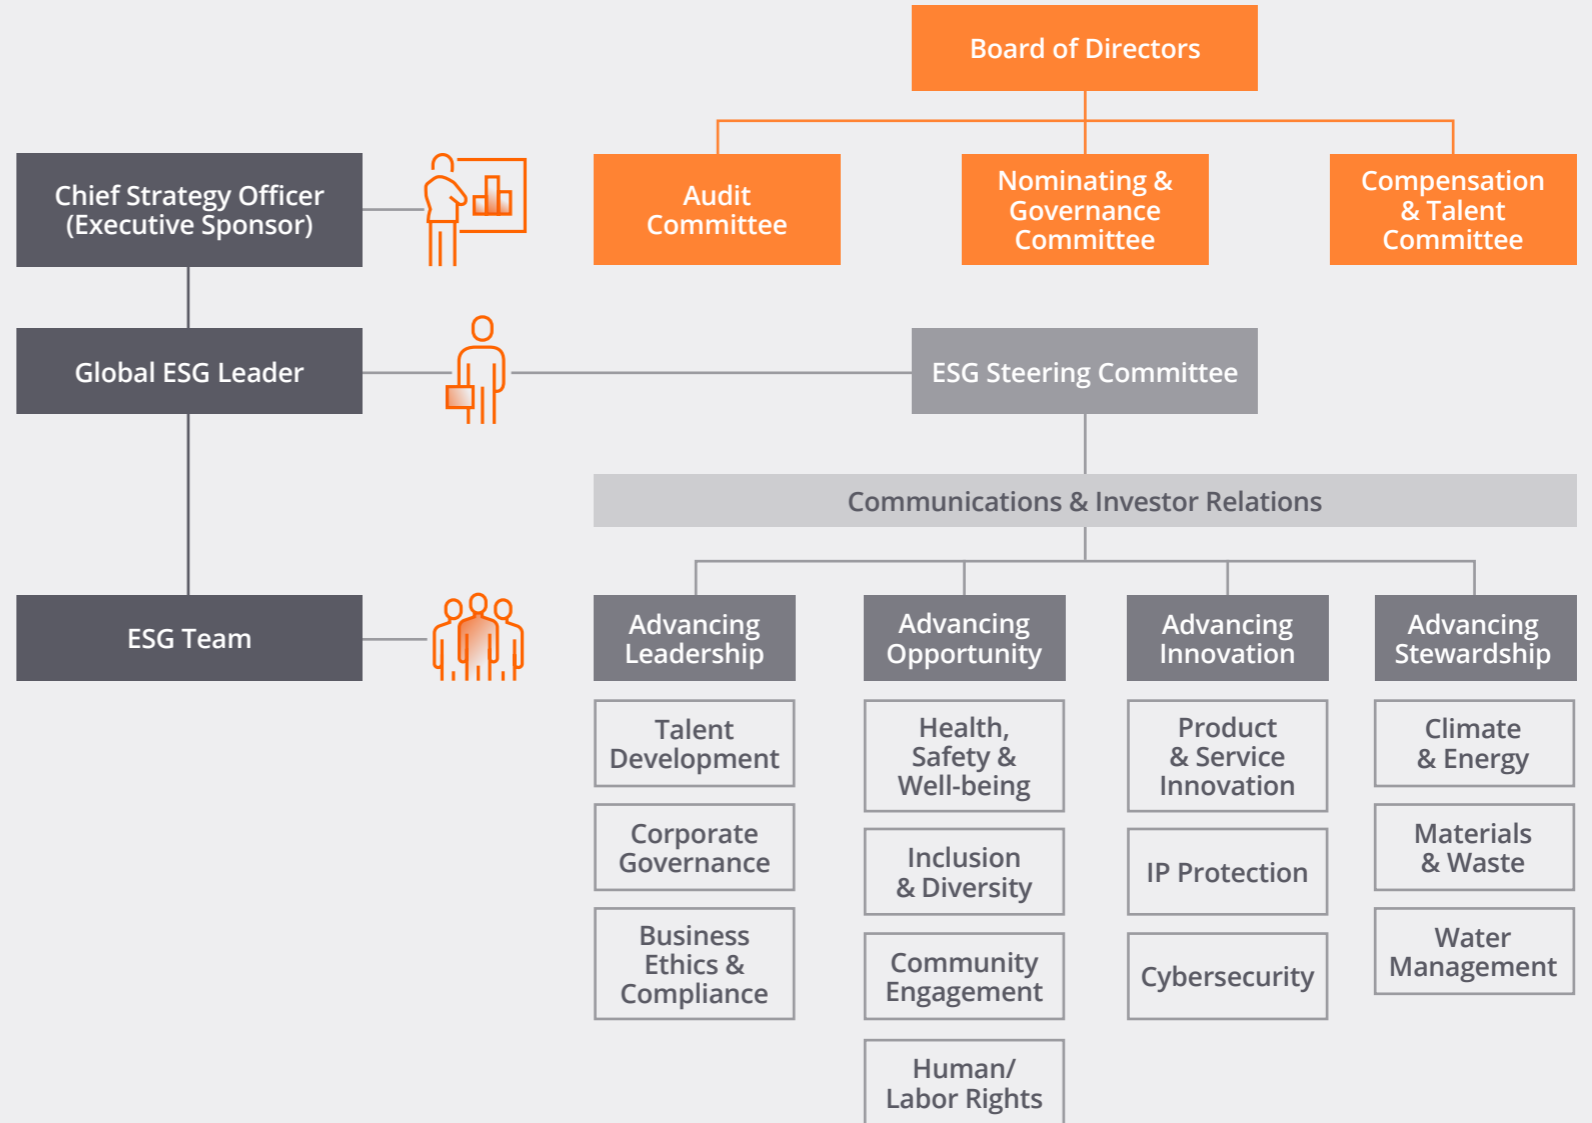 Board of Directors
Chief Strategy Officer
(Executive Sponsor)
Audit
Committee
Nominating &
Governance
Committee
Compensation
& Talent
Committee
Global ESG Leader
ESG Steering Committee
Communications & Investor Relations
ESG Team
Advancing
Leadership
Talent
Development
Corporate
Governance
Business
Ethics &
Compliance
Advancing
Opportunity
Health,
Safety &
Well-being
Inclusion
& Diversity
Community
Engagement
Human/
Labor Rights
Advancing
Innovation
Product
& Service
Innovation
IP Protection
Cybersecurity
Advancing
Stewardship
Climate
& Energy
Materials
& Waste
Water
Management